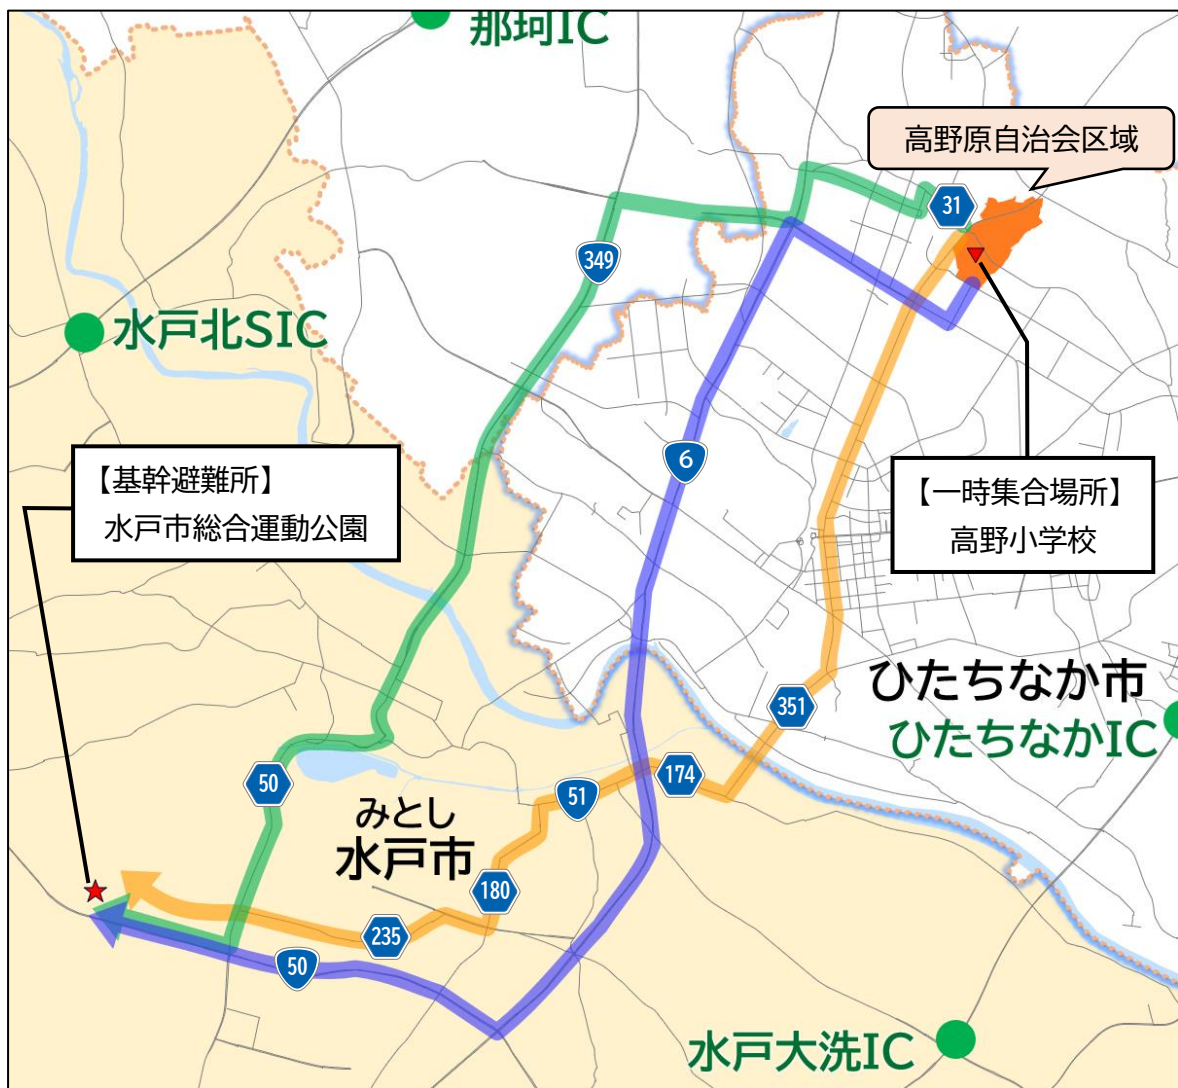 那珂IC
高野原自治会区域
31
349
水戸北SIC
6
【基幹避難所】
水戸市総合運動公園
【一時集合場所】
高野小学校
ひたちなか市
ひたちなかIC
351
174
50
51
みとし
水戸市
180
235
50
水戸大洗IC